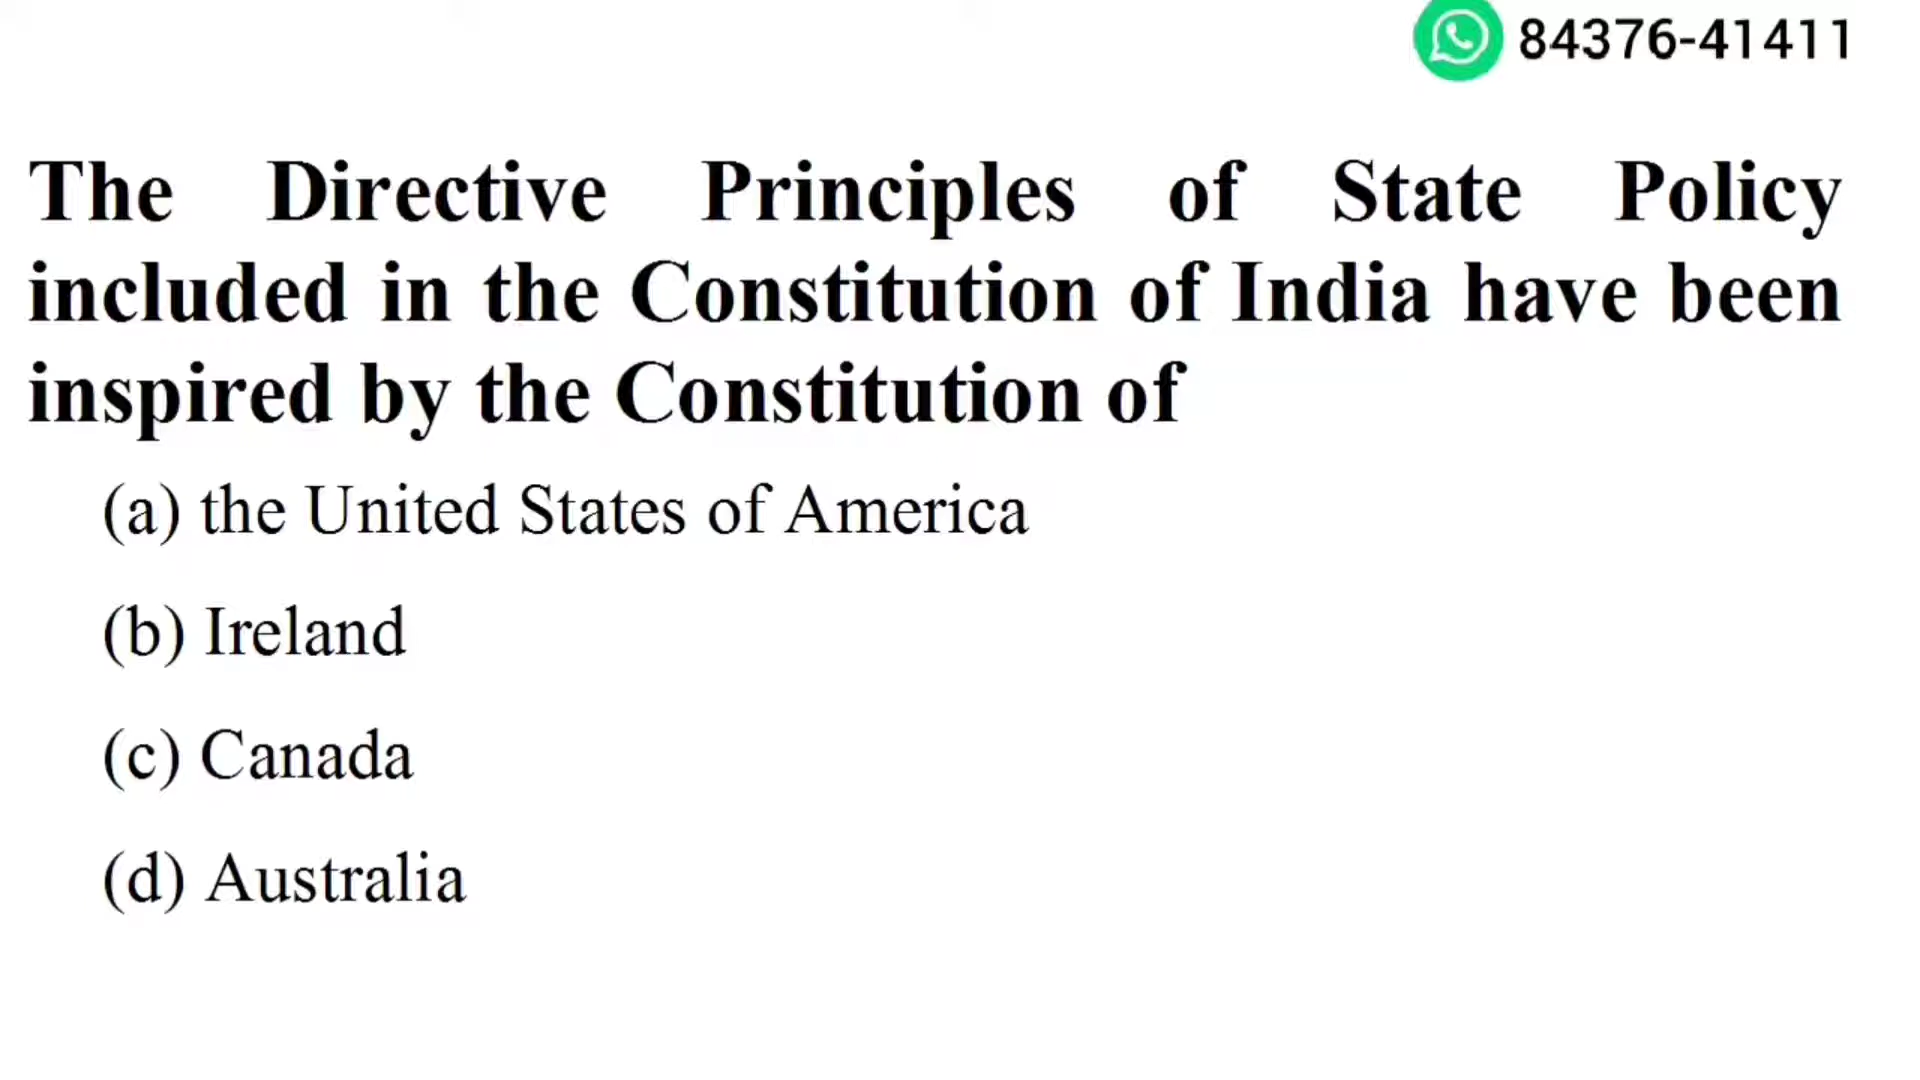 84376-41411
The Directive Principles of State Policy
included in the Constitution of India have been
inspired by the Constitution of
(a) the United States of America
(b) Ireland
(c) Canada
(d) Australia